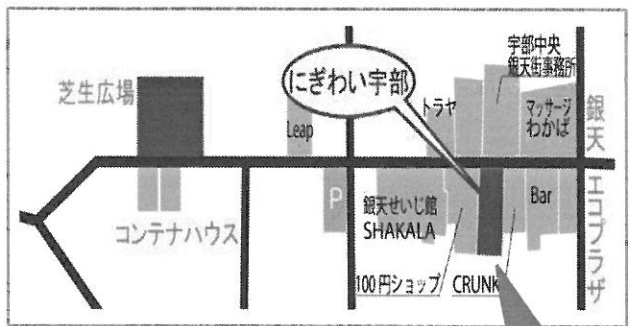 宇部中央
銀天街事務所
にぎわい宇部
芝生広場
トラヤ
マッサージ
わかば
Leap
銀天エコプラザ
P
銀天せいじ館
SHAKALA
Bar
コンテナハウス
100円ショップ
CRUNK